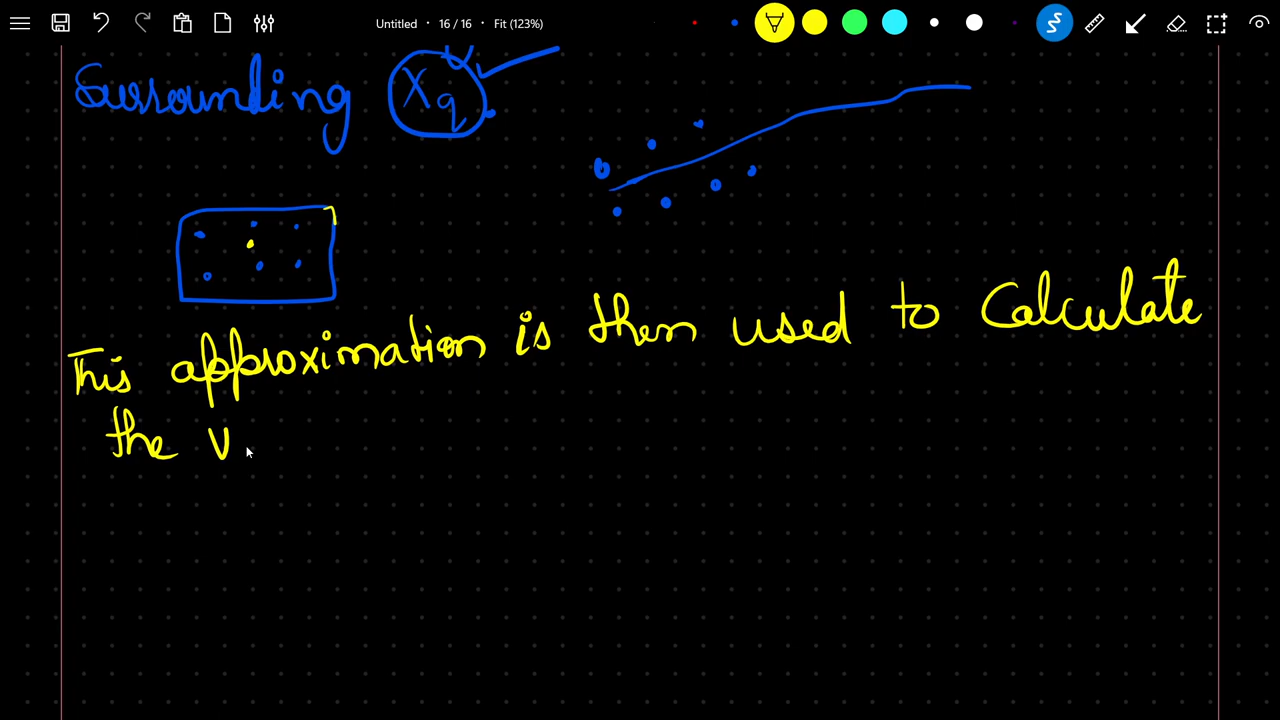 Untitled • 16 / 16 • Fit (123%)
Surrounding Xq
This approximation is then used to Calculate
the v